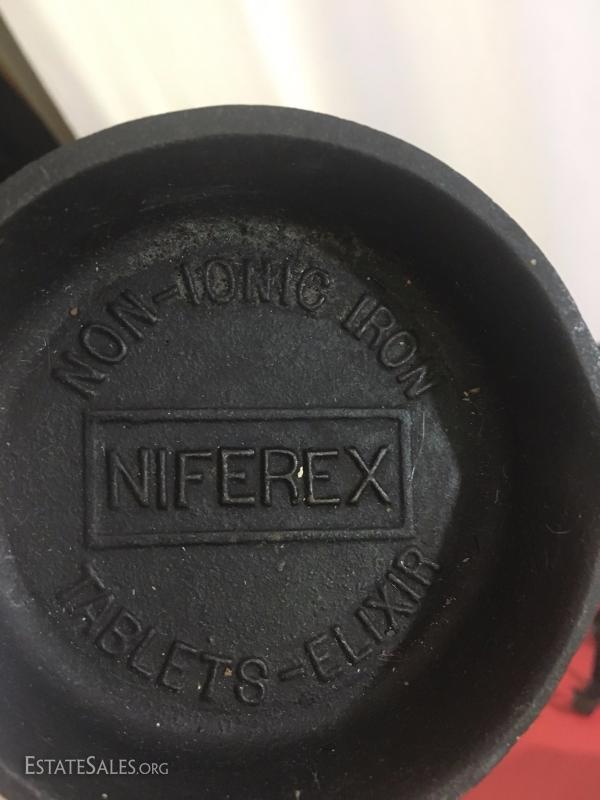 NON-IONIC IRON
NIFEREX
TABLETS-ELIXIR
ESTATESALES.ORG